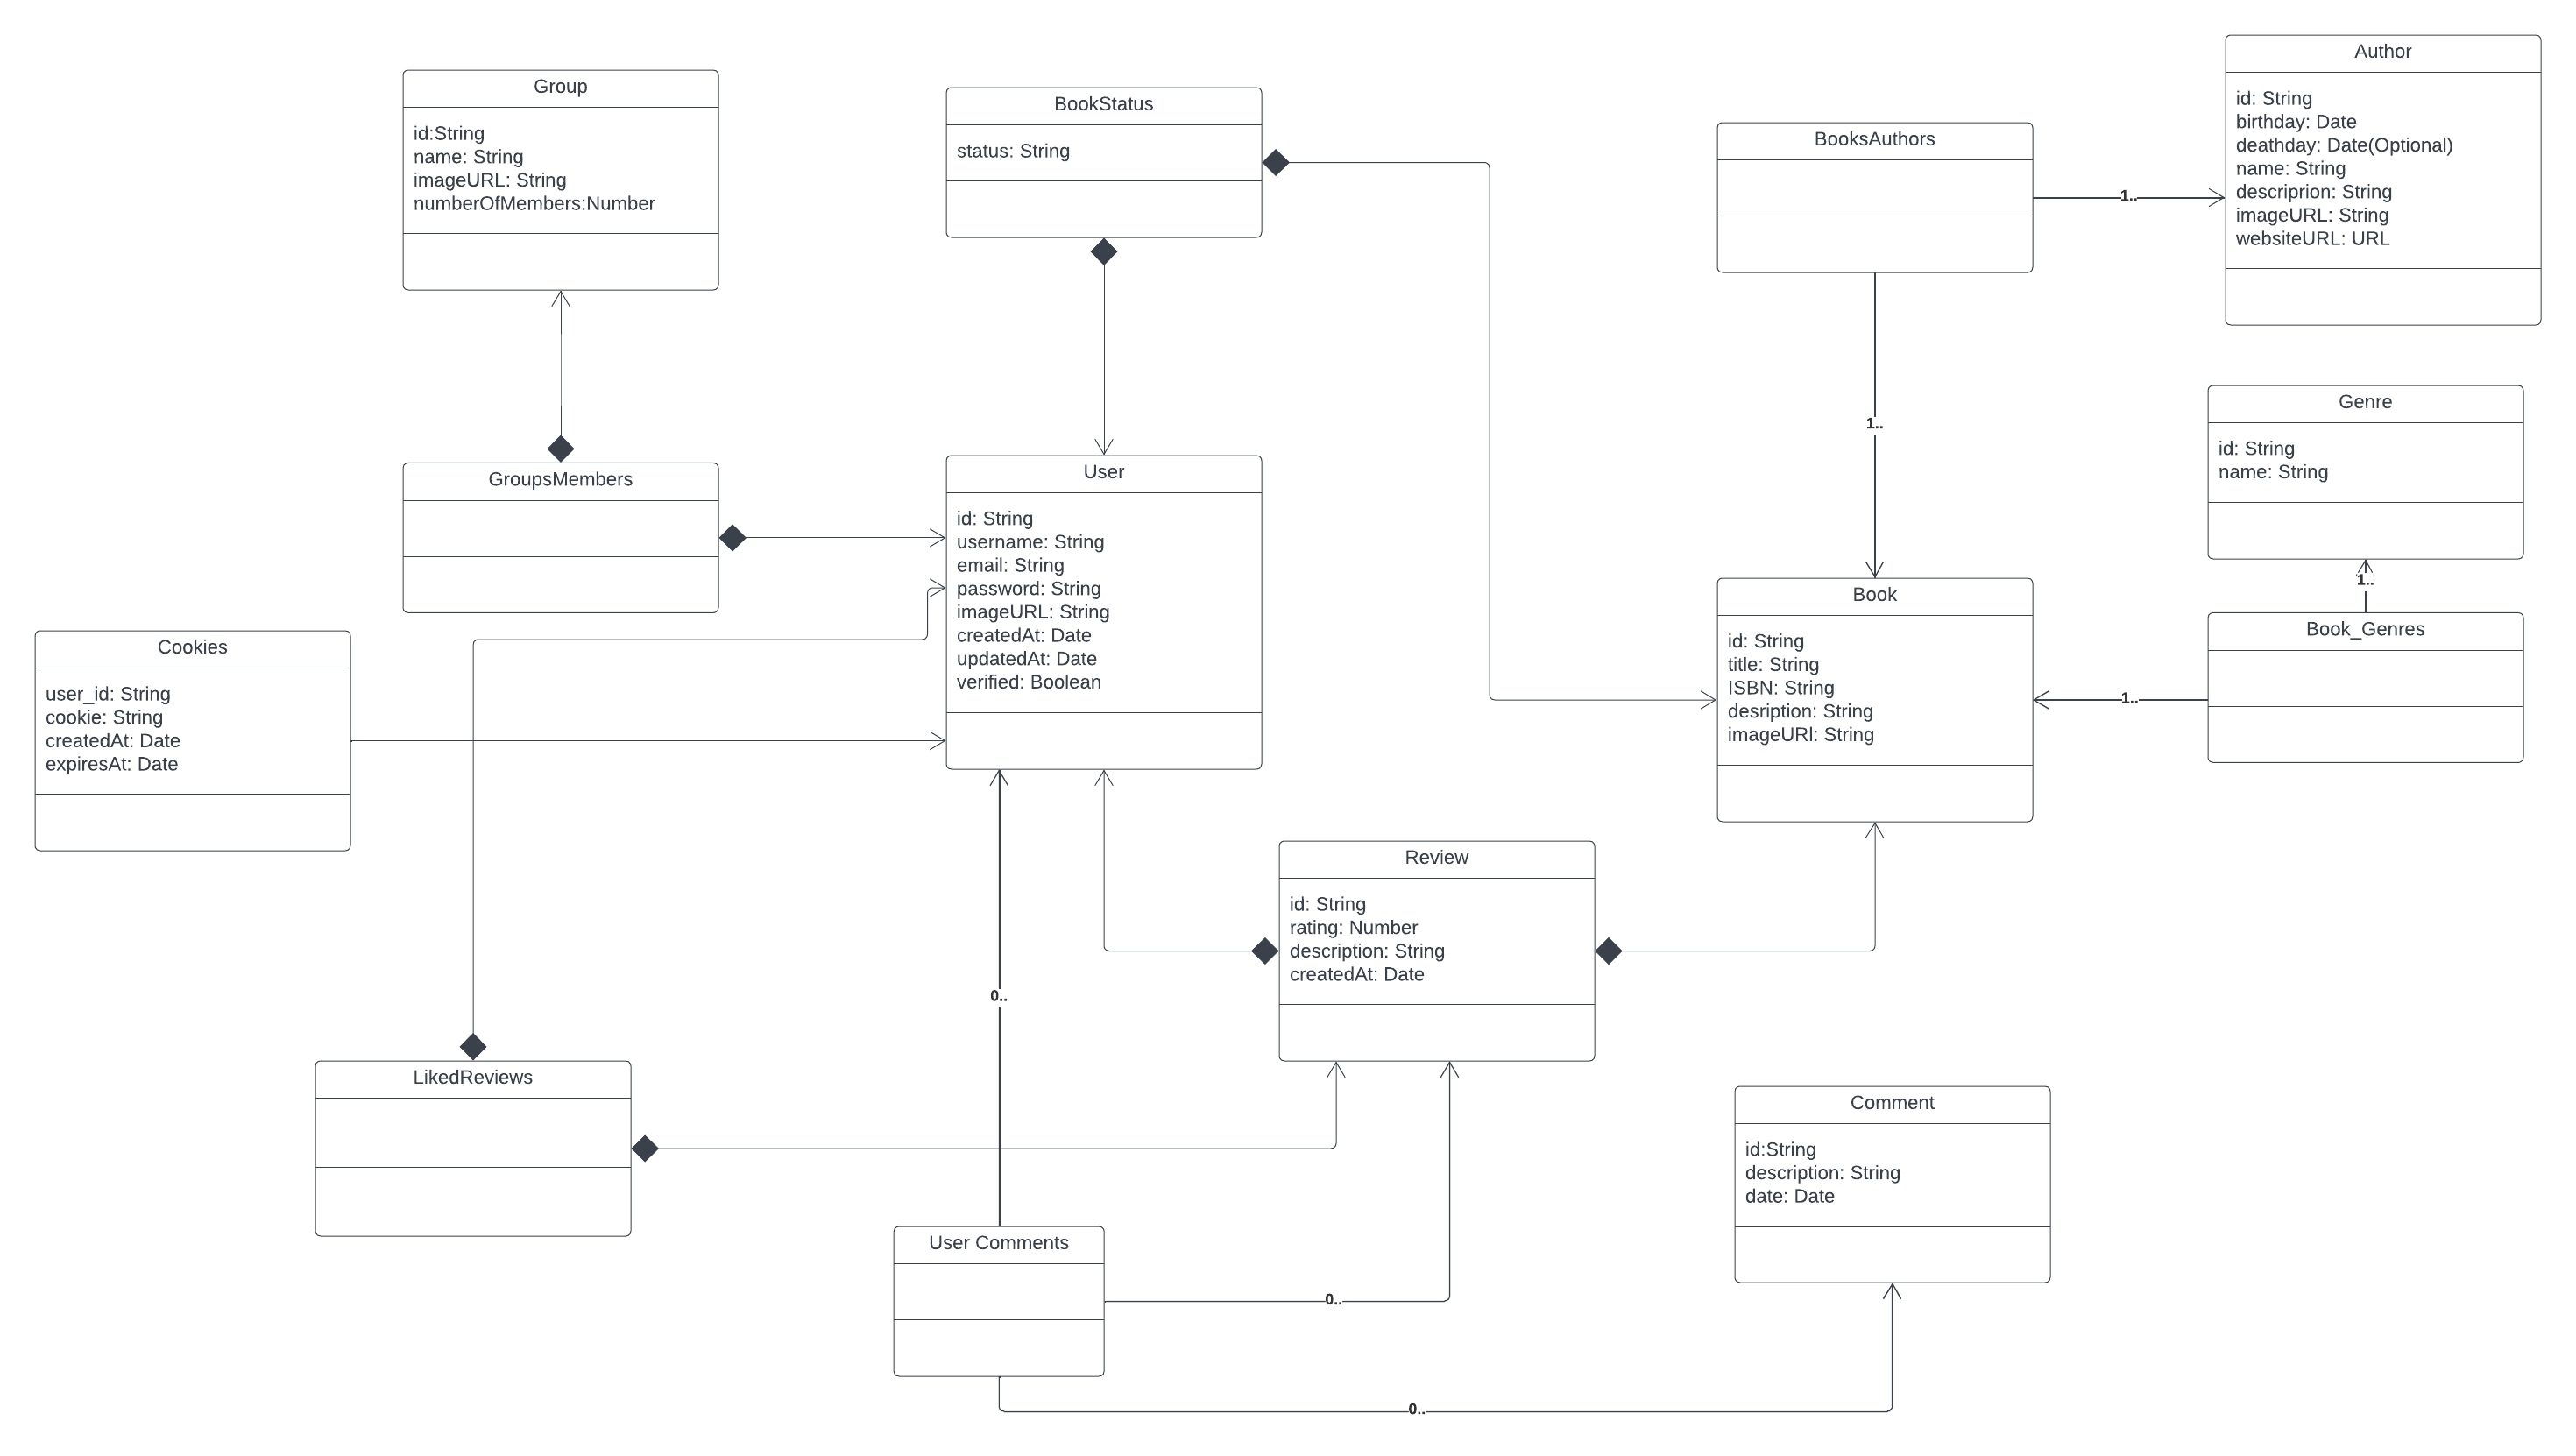 Group
id:String
name: String
imageURL: String
numberOfMembers:Number
BookStatus
status: String
BooksAuthors
Author
id: String
birthday: Date
deathday: Date(Optional)
name: String
descriprion: String
imageURL: String
websiteURL: URL
1..
1..
Genre
id: String
name: String
1..
Book_Genres
1..
GroupsMembers
User
id: String
username: String
email: String
password: String
imageURL: String
createdAt: Date
updatedAt: Date
verified: Boolean
Book
id: String
title: String
ISBN: String
desription: String
imageURl: String
Cookies
user_id: String
cookie: String
createdAt: Date
expiresAt: Date
Review
id: String
rating: Number
description: String
createdAt: Date
0..
LikedReviews
Comment
id:String
description: String
date: Date
User Comments
0..
0..